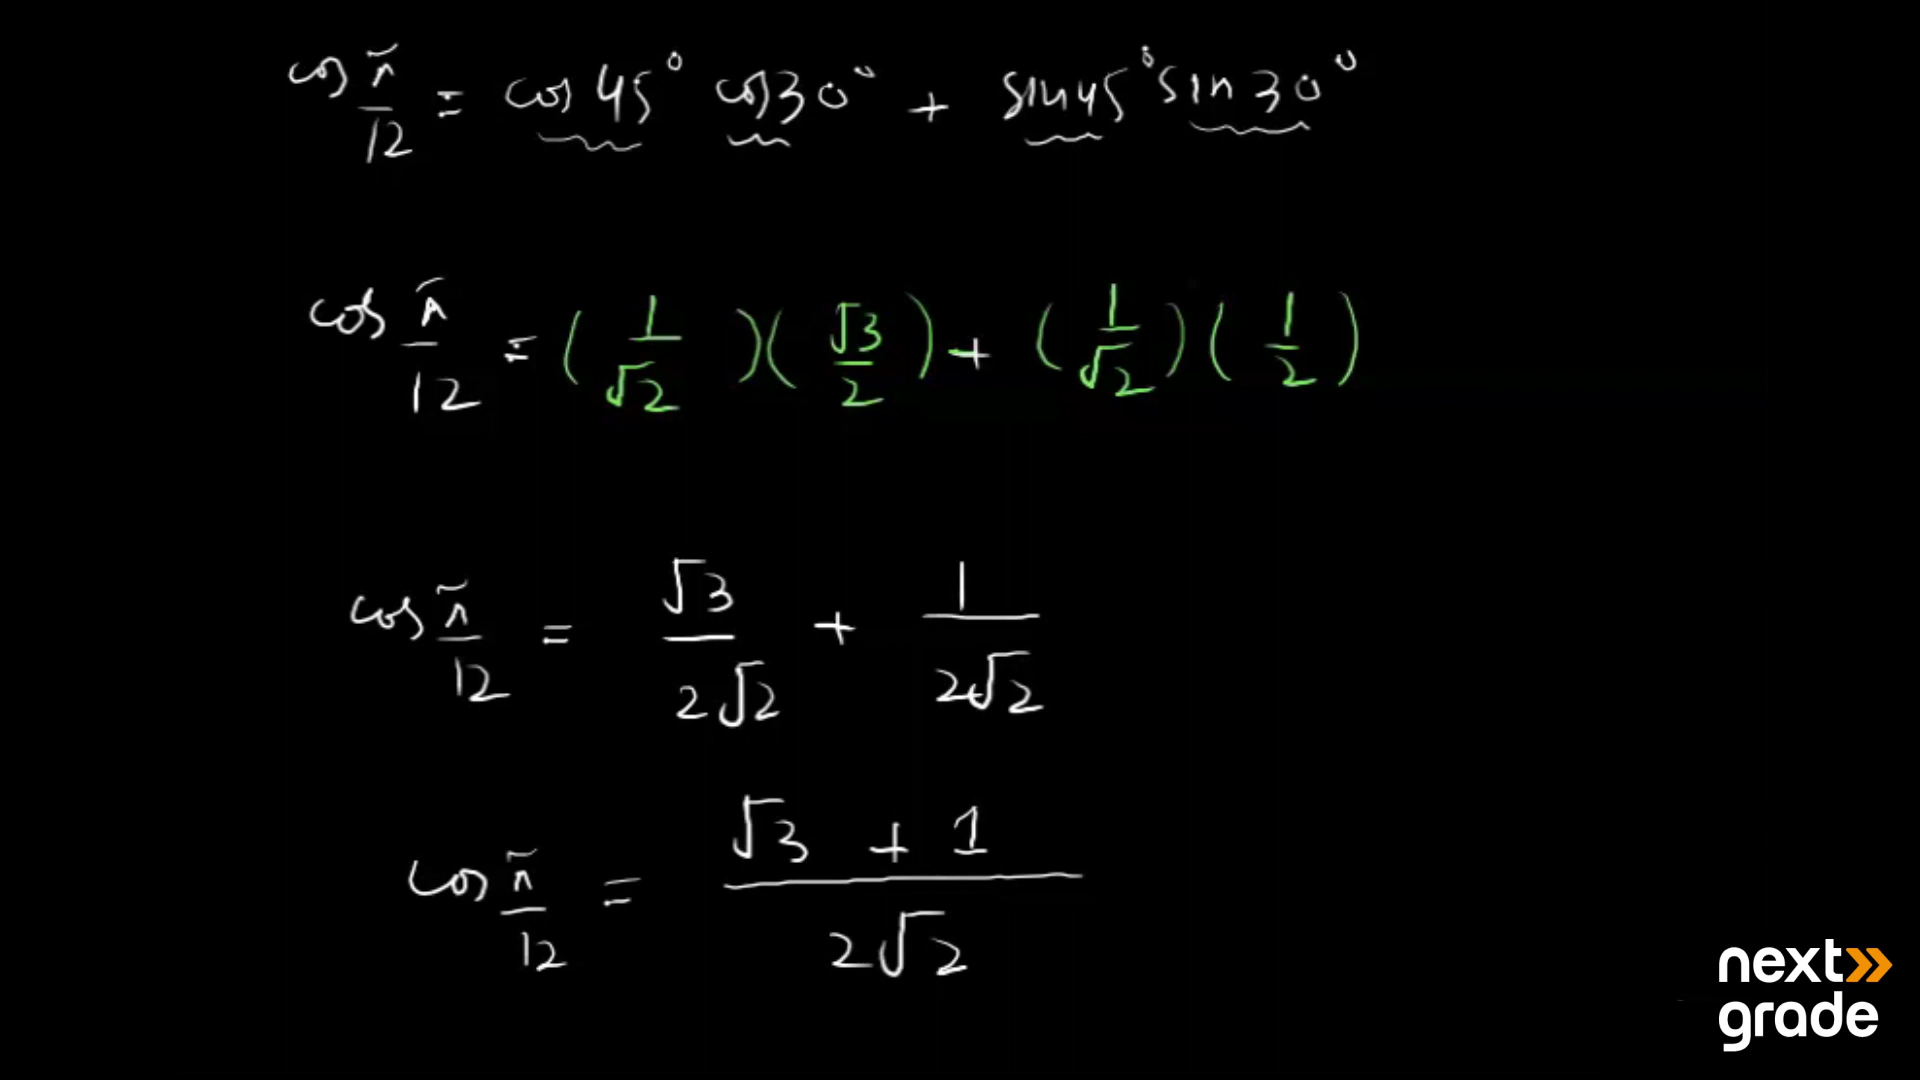 cos π/12 = cos 45° cos 30° + sin 45° sin 30°
cos π/12 = (1/√2)(√3/2) + (1/√2)(1/2)
cos π/12 = √3/2√2 + 1/2√2
cos π/12 = √3 + 1/2√2
next
grade